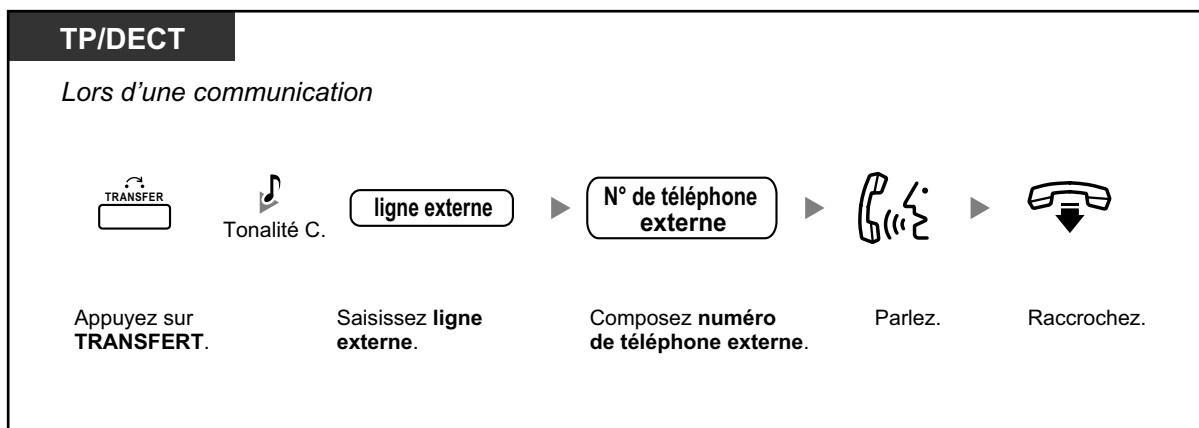 TP/DECT
Lors d’une communication
TRANSFER
Tonalité C.
ligne externe
N° de téléphone
externe
Appuyez sur
TRANSFERT.
Saisissez ligne
externe.
Composez numéro
de téléphone externe.
Parlez.
Raccrochez.